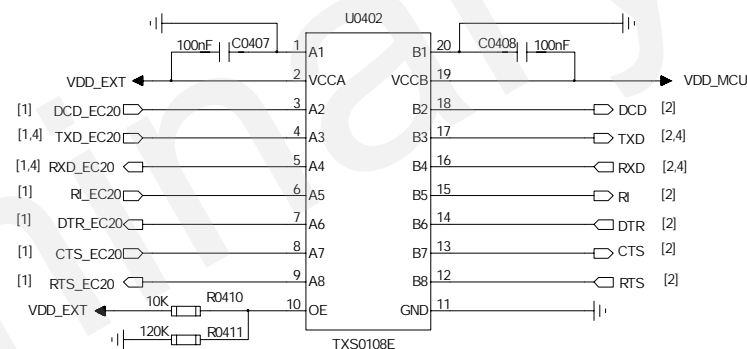 U0402
100nF C0407 1 A1 B1 20 C0408 100nF
VDD_EXT 2 VCCA VCCB 19 VDD_MCU
[1] DCD_EC20 3 A2 B2 18 DCD [2]
[1,4] TXD_EC20 4 A3 B3 17 TXD [2,4]
[1,4] RXD_EC20 5 A4 B4 16 RXD [2,4]
[1] RI_EC20 6 A5 B5 15 RI [2]
[1] DTR_EC20 7 A6 B6 14 DTR [2]
[1] CTS_EC20 8 A7 B7 13 CTS [2]
[1] RTS_EC20 9 A8 B8 12 RTS [2]
VDD_EXT 10K R0410 10 OE GND 11
120K R0411
TXS0108E